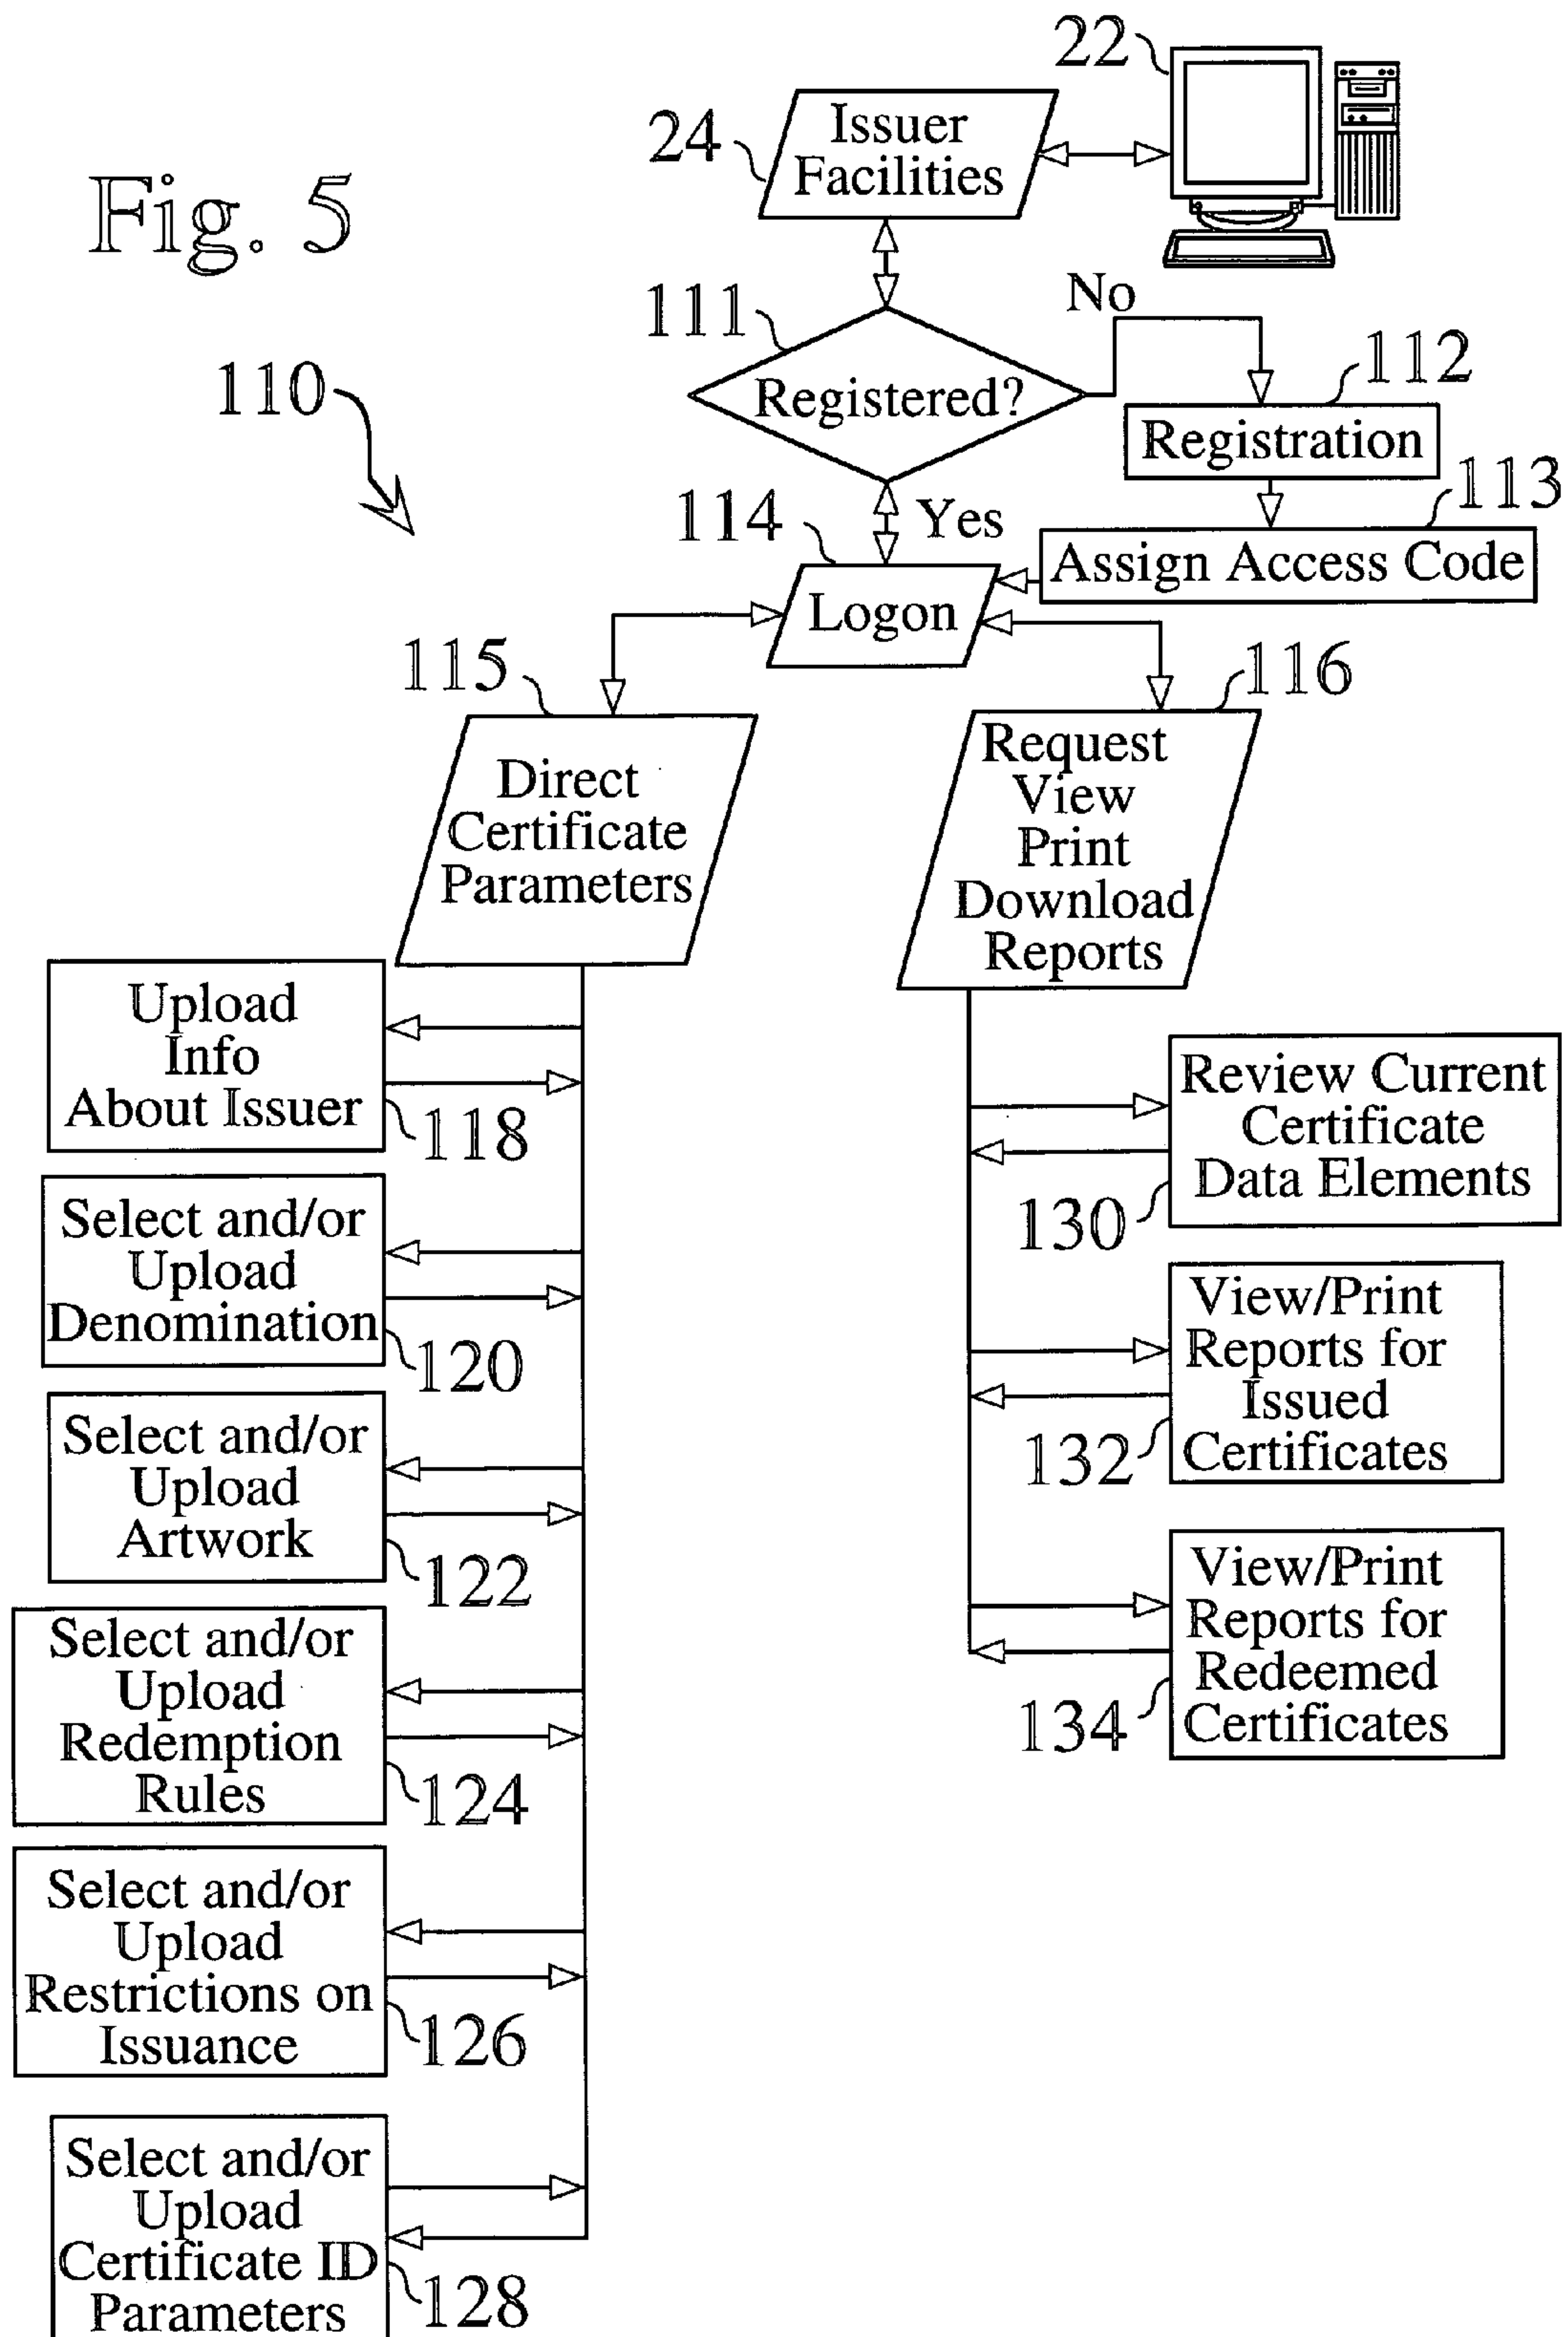 Fig. 5
22
24
Issuer
Facilities
110
111
Registered?
No
112
Registration
113
Assign Access Code
Yes
114
Logon
115
Direct
Certificate
Parameters
116
Request
View
Print
Download
Reports
Upload
Info
About Issuer
118
Select and/or
Upload
Denomination
120
Select and/or
Upload
Artwork
122
Select and/or
Upload
Redemption
Rules
124
Select and/or
Upload
Restrictions on
Issuance
126
Select and/or
Upload
Certificate ID
Parameters
128
Review Current
Certificate
Data Elements
130
View/Print
Reports for
Issued
Certificates
132
View/Print
Reports for
Redeemed
Certificates
134